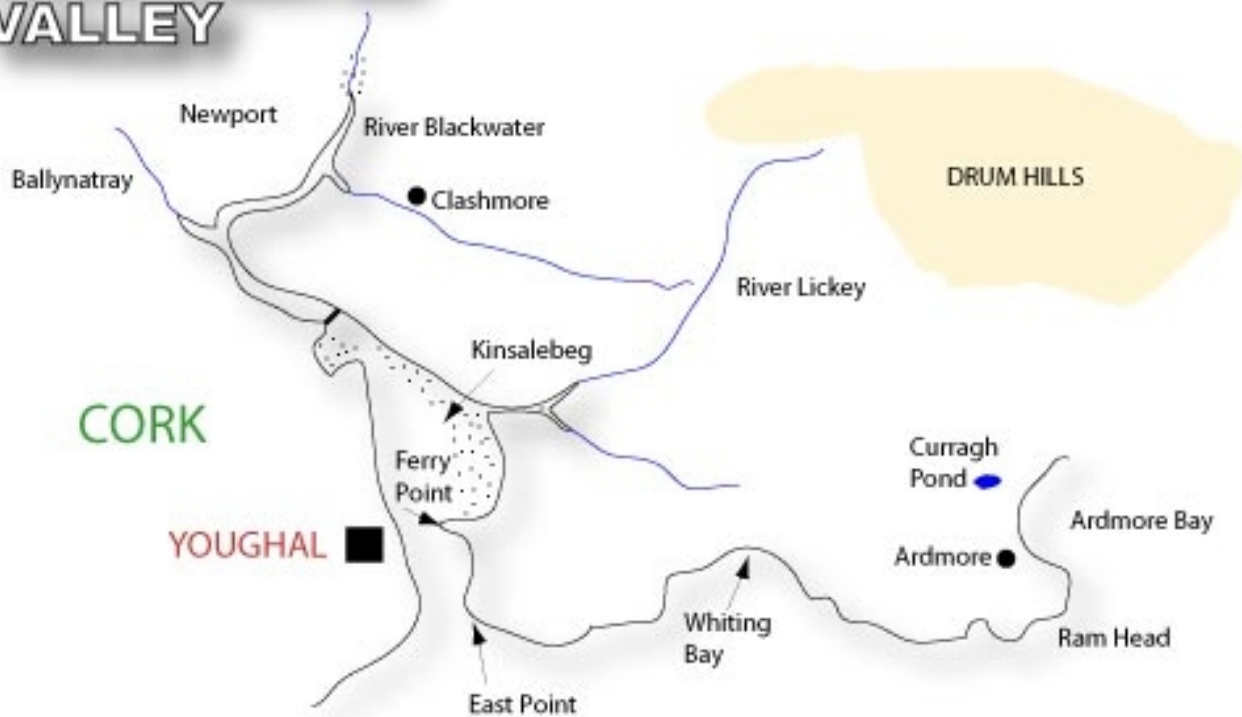 VALLEY
Newport
River Blackwater
Ballynatray
Clashmore
DRUM HILLS
River Lickey
Kinsalebeg
CORK
Ferry
Point
Curragh
Pond
YOUGHAL
Ardmore Bay
Ardmore
Whiting
Bay
Ram Head
East Point